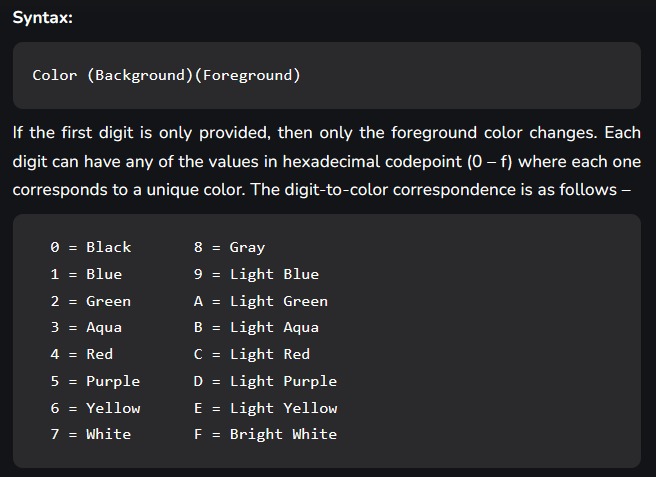 Syntax:
Color (Background)(Foreground)
If the first digit is only provided, then only the foreground color changes. Each
digit can have any of the values in hexadecimal codepoint (0 – f) where each one
corresponds to a unique color. The digit-to-color correspondence is as follows –
0 = Black 8 = Gray
1 = Blue 9 = Light Blue
2 = Green A = Light Green
3 = Aqua B = Light Aqua
4 = Red C = Light Red
5 = Purple D = Light Purple
6 = Yellow E = Light Yellow
7 = White F = Bright White